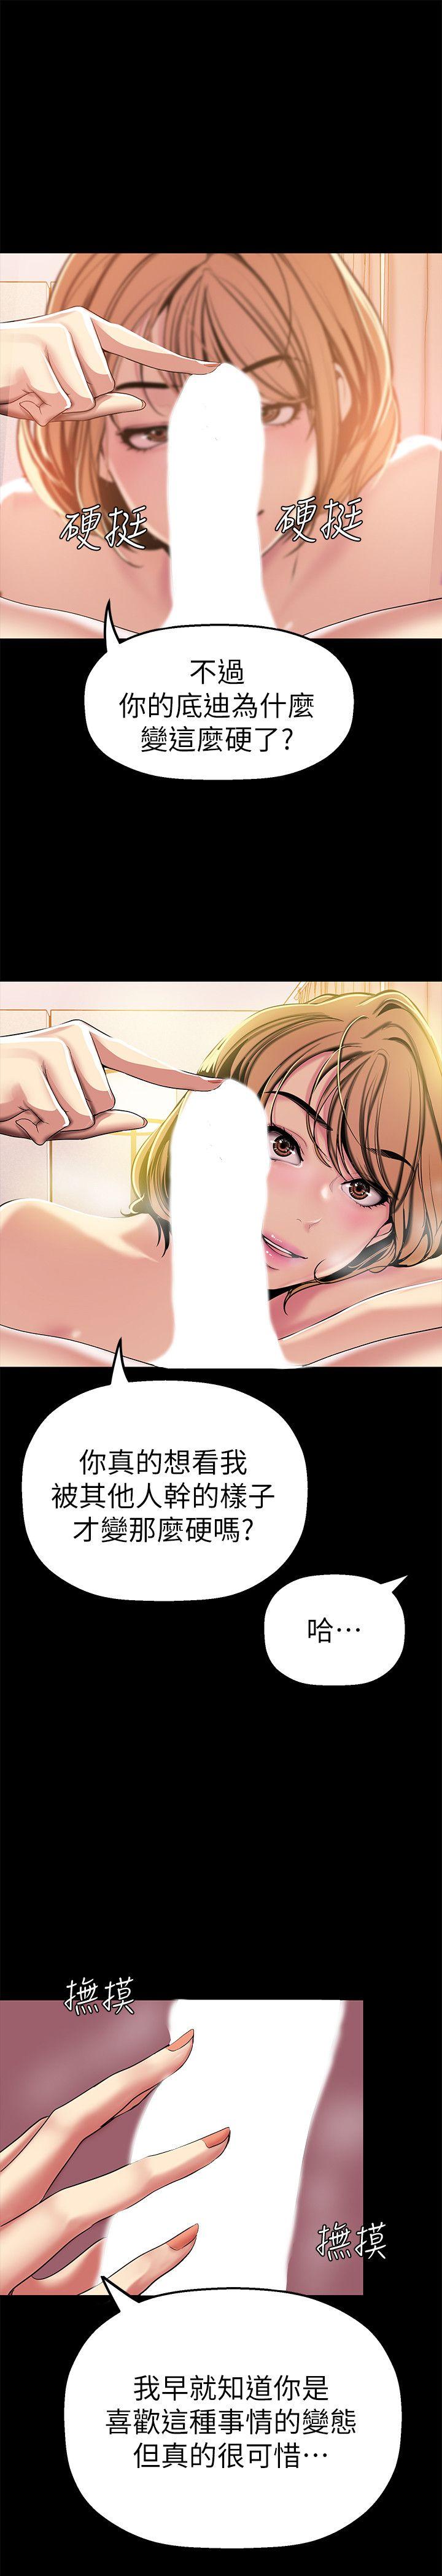 硬挺
硬挺
不過
你的底迪為什麼
變這麼硬了?
你真的想看我
被其他人幹的樣子
才變那麼硬嗎?
哈…
撫摸
撫摸
我早就知道你是
喜歡這種事情的變態
但真的很可惜…